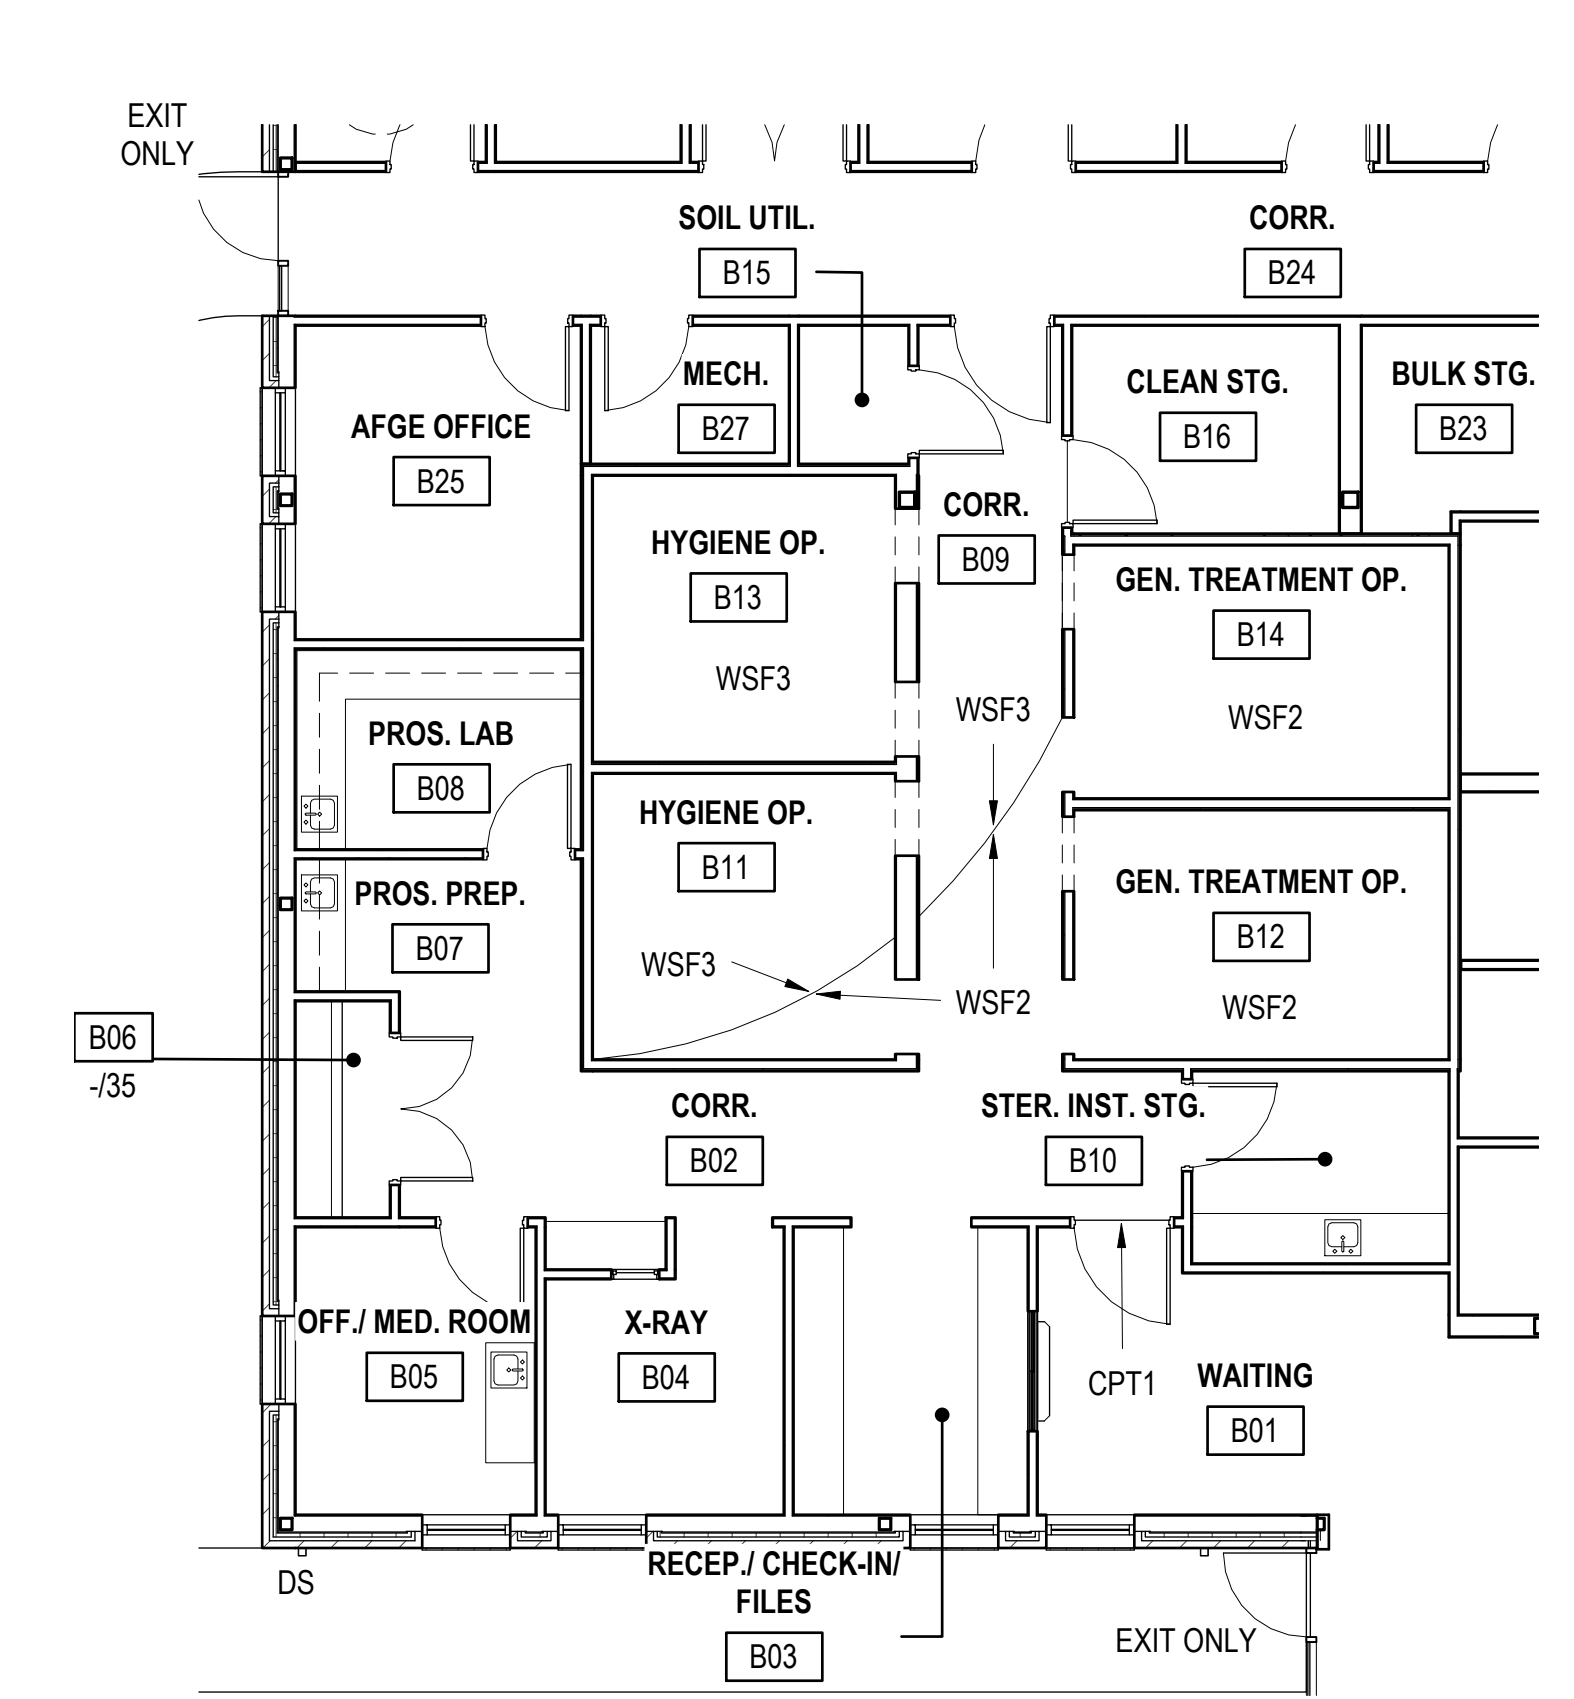 EXIT
ONLY
SOIL UTIL.
B15
CORR.
B24
MECH.
B27
CLEAN STG.
B16
BULK STG.
B23
AFGE OFFICE
B25
CORR.
B09
HYGIENE OP.
B13
WSF3
GEN. TREATMENT OP.
B14
WSF2
WSF3
PROS. LAB
B08
HYGIENE OP.
B11
WSF3
PROS. PREP.
B07
GEN. TREATMENT OP.
B12
WSF2
WSF2
B06
-/35
CORR.
B02
STER. INST. STG.
B10
OFF./ MED. ROOM
B05
X-RAY
B04
CPT1
WAITING
B01
DS
RECEP./ CHECK-IN/
FILES
B03
EXIT ONLY